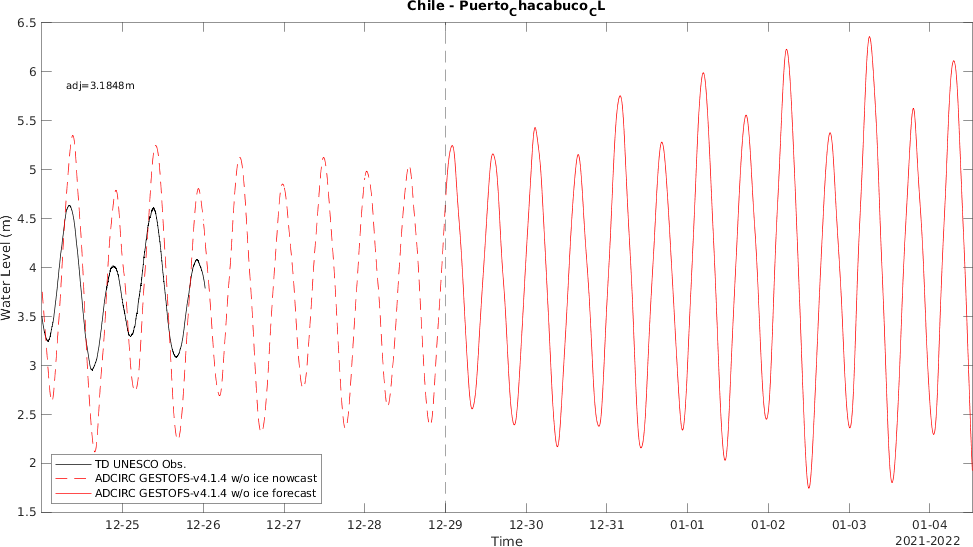 Chile - Puerto_Chacabuco_CL
6.5
6
5.5
5
4.5
4
3.5
3
2.5
2
1.5
Water Level (m)
adj=3.1848m
TD UNESCO Obs.
ADCIRC GESTOFS-v4.1.4 w/o ice nowcast
ADCIRC GESTOFS-v4.1.4 w/o ice forecast
12-25 12-26 12-27 12-28 12-29 12-30 12-31 01-01 01-02 01-03 01-04
Time
2021-2022